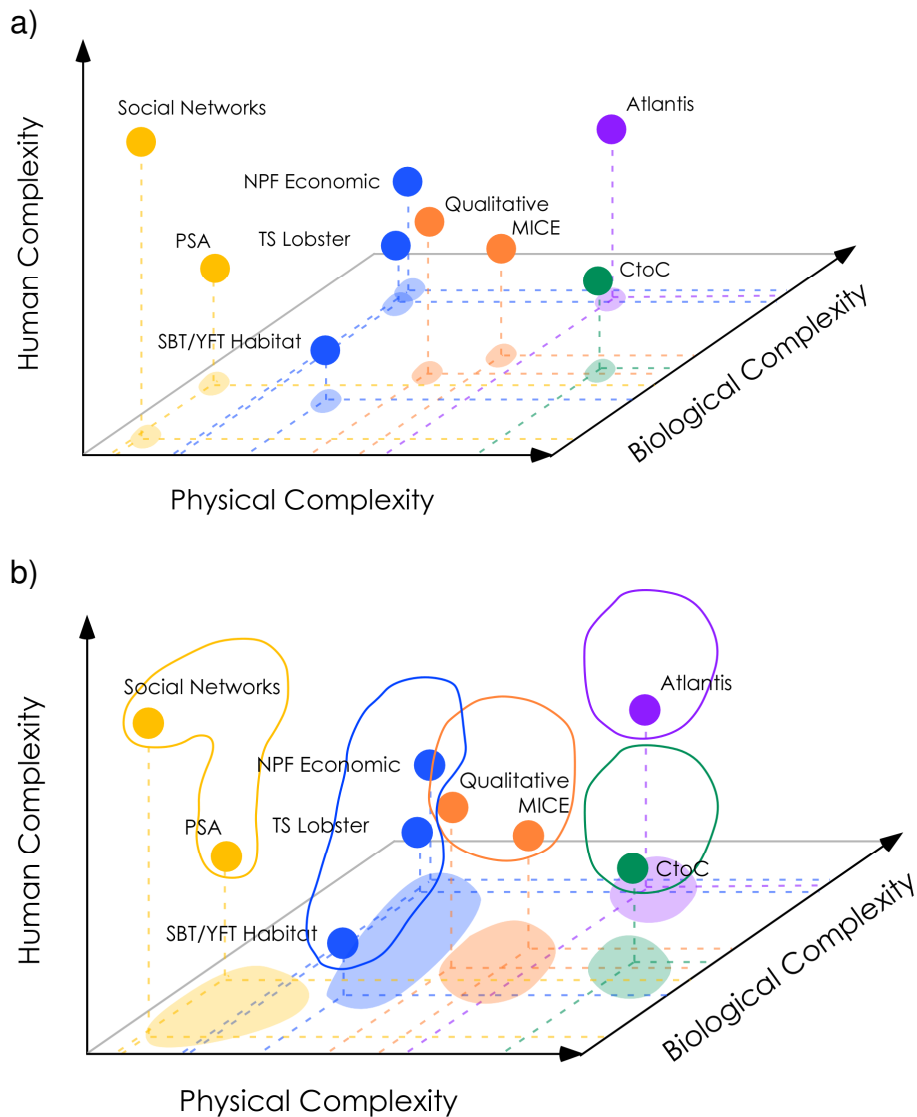 a)
Social Networks
Atlantis
NPF Economic
Qualitative
MICE
PSA
TS Lobster
CtoC
SBT/YFT Habitat
Human Complexity
Biological Complexity
Physical Complexity
b)
Social Networks
Atlantis
NPF Economic
Qualitative
MICE
PSA
TS Lobster
CtoC
SBT/YFT Habitat
Human Complexity
Biological Complexity
Physical Complexity